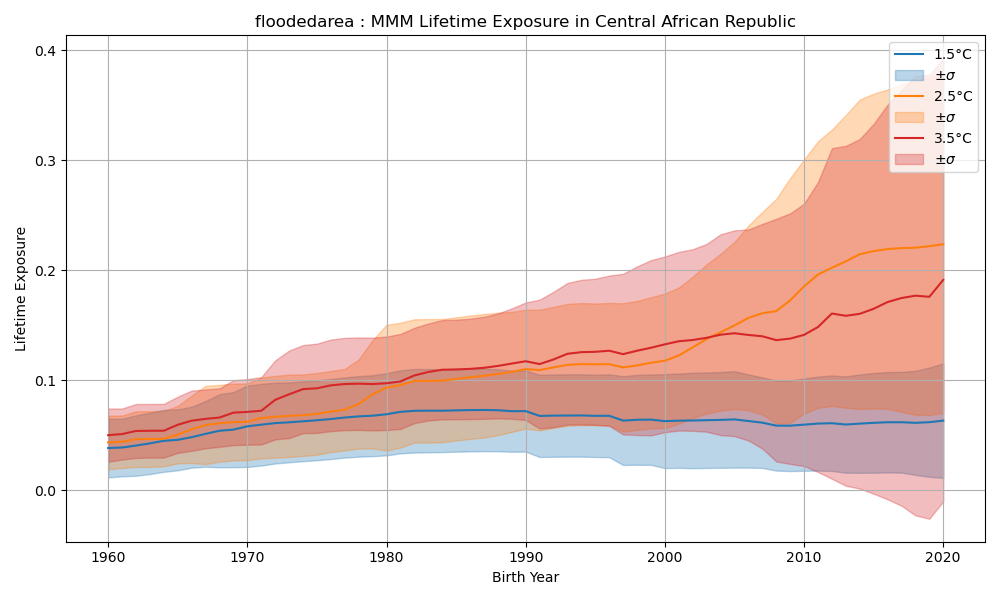 floodedarea : MMM Lifetime Exposure in Central African Republic
Lifetime Exposure
0.4
0.3
0.2
0.1
0.0
1960
1970
1980
1990
2000
2010
2020
Birth Year
1.5°C
±σ
2.5°C
±σ
3.5°C
±σ